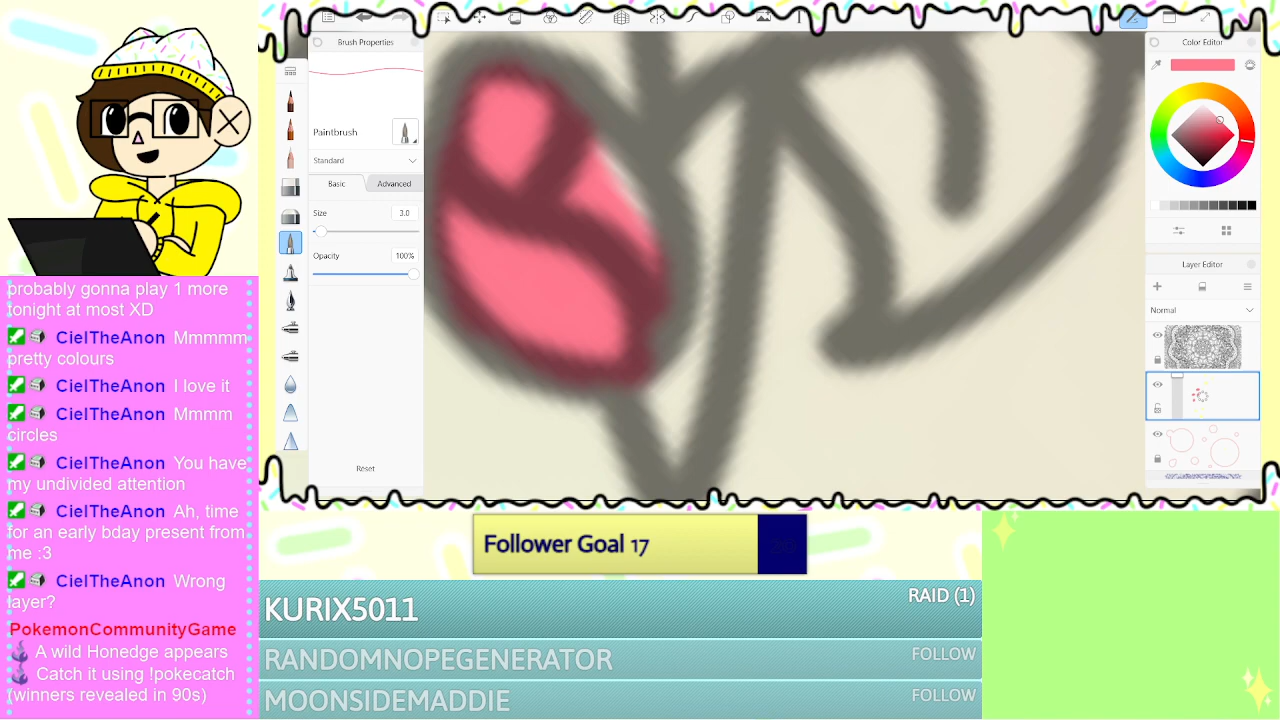 Brush Properties
Paintbrush
Standard
Basic
Advanced
Size
3.0
Opacity
100%
Reset
Color Editor
Layer Editor
Normal
probably gonna play 1 more
tonight at most XD
CielTheAnon Mmmmm
pretty colours
CielTheAnon I love it
CielTheAnon Mmmm
circles
CielTheAnon You have
my undivided attention
CielTheAnon Ah, time
for an early bday present from
me :3
CielTheAnon Wrong
layer?
PokemonCommunityGame
A wild Honedge appears
Catch it using !pokecatch
(winners revealed in 90s)
Follower Goal 17
20
KURIX5011
RAID (1)
RANDOMNOPEGENERATOR
FOLLOW
MOONSIDEMADDIE
FOLLOW